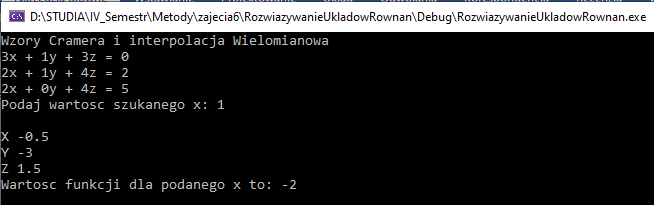 D:\STUDIA\IV_Semestr\Metody\zajecia6\RozwiazywanieUkladowRownan\Debug\RozwiazywanieUkladowRownan.exe
Wzory Cramera i interpolacja Wielomianowa
3x + 1y + 3z = 0
2x + 1y + 4z = 2
2x + 0y + 4z = 5
Podaj wartosc szukanego x: 1
X -0.5
Y -3
Z 1.5
Wartosc funkcji dla podanego x to: -2